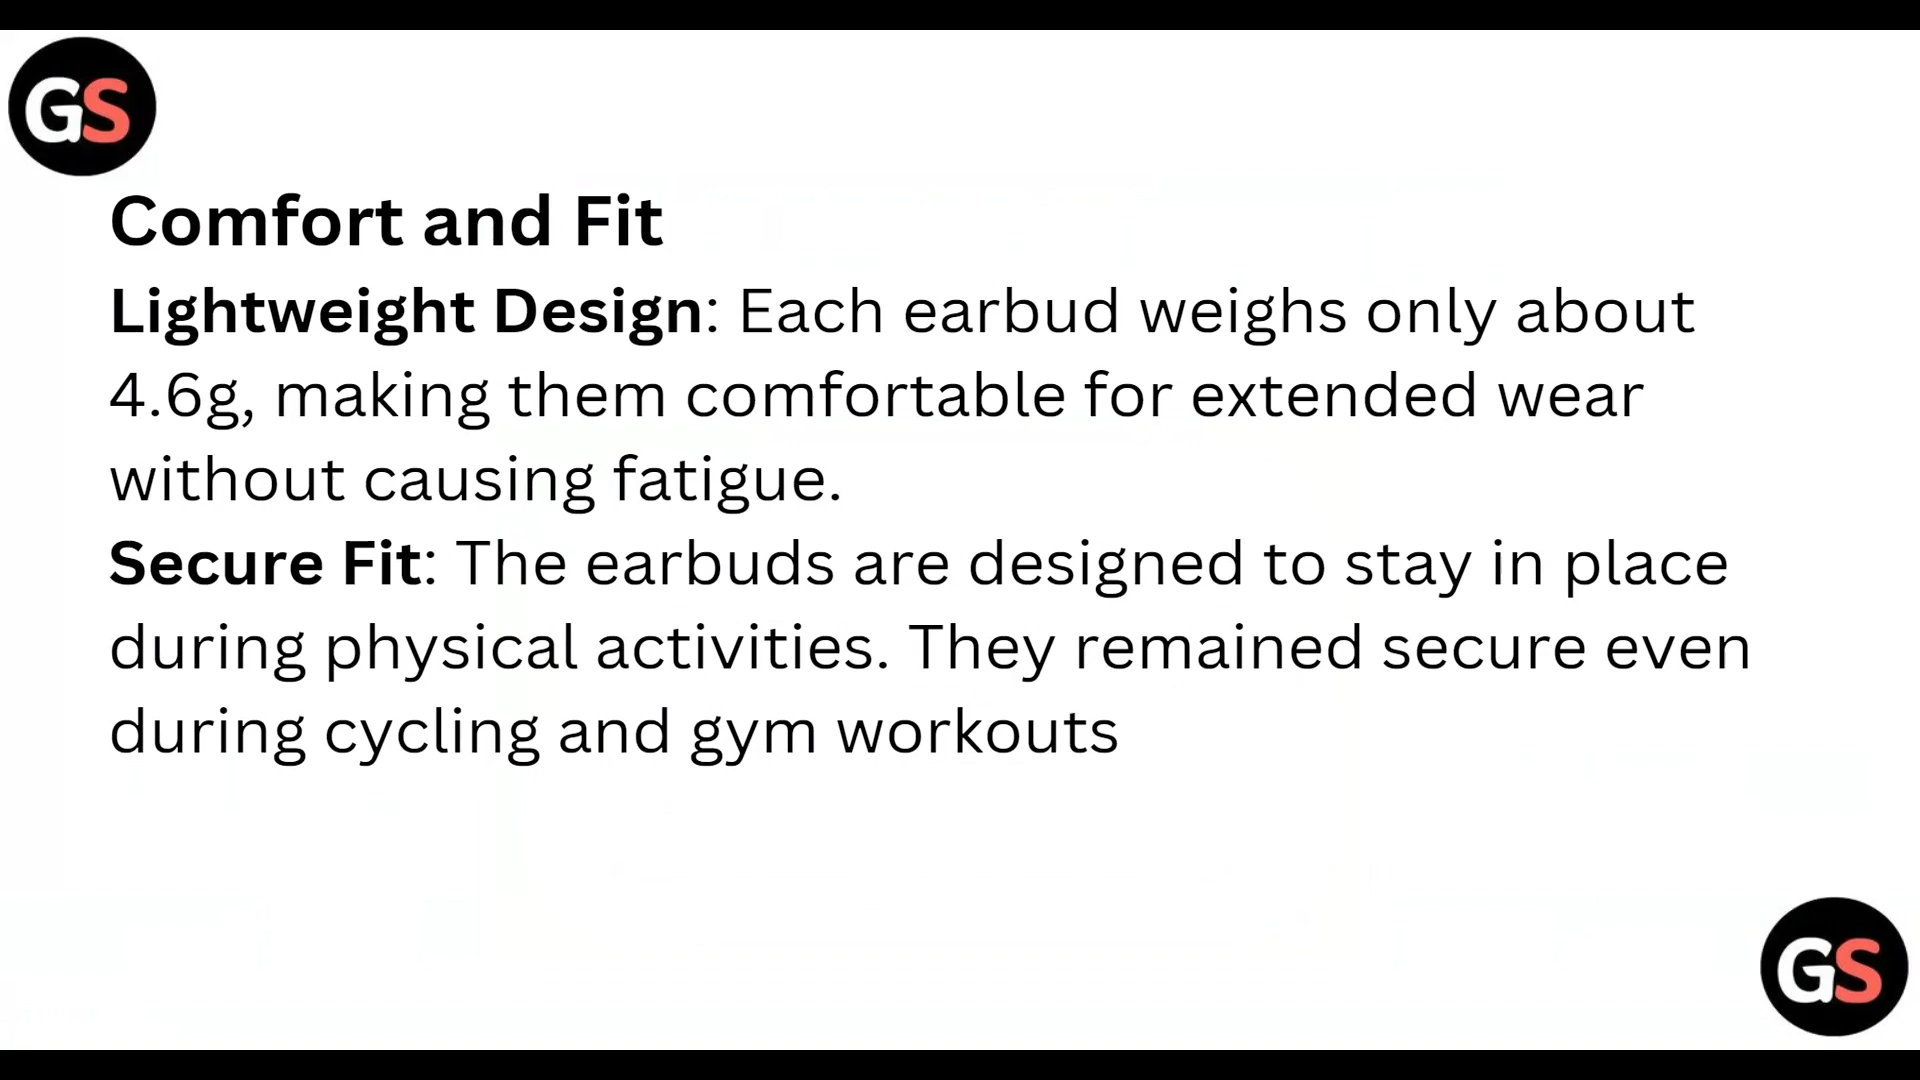 GS
Comfort and Fit
Lightweight Design: Each earbud weighs only about
4.6g, making them comfortable for extended wear
without causing fatigue.
Secure Fit: The earbuds are designed to stay in place
during physical activities. They remained secure even
during cycling and gym workouts
GS